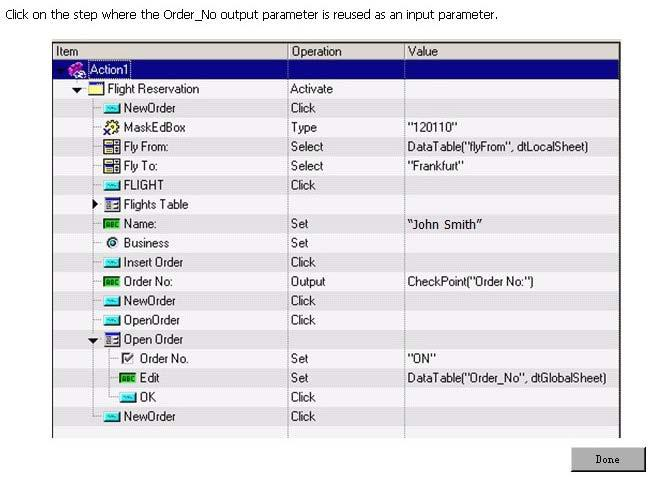 Click on the step where the Order_No output parameter is reused as an input parameter.
Item Operation Value
Action1
Flight Reservation Activate
NewOrder Click
MaskEdBox Type "120110"
Fly From: Select DataTable("flyFrom", dtLocalSheet)
Fly To: Select "Frankfurt"
FLIGHT Click
Flights Table
ABC Name: Set “John Smith”
Business Set
Insert Order Click
ABC Order No: Output CheckPoint("Order No:")
NewOrder Click
OpenOrder Click
Open Order
Order No. Set "ON"
ABC Edit Set DataTable("Order_No", dtGlobalSheet)
OK Click
NewOrder Click
Done